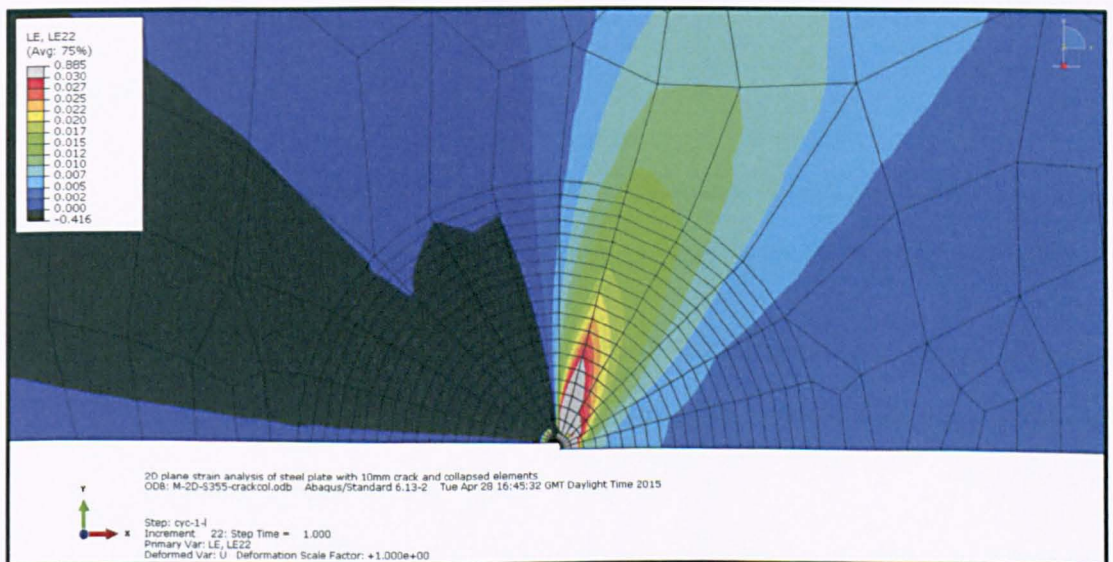 LE, LE22
(Avg: 75%)
0.885
0.030
0.027
0.025
0.022
0.020
0.017
0.015
0.012
0.010
0.007
0.005
0.002
0.000
-0.416
2D plane strain analysis of steel plate with 10mm crack and collapsed elements
ODB: M-2D-S355-crackcol.odb Abaqus/Standard 6.13-2 Tue Apr 28 16:45:32 GMT Daylight Time 2015
Y
X
Step: cyc-1-l
Increment 22: Step Time = 1.000
Primary Var: LE, LE22
Deformed Var: U Deformation Scale Factor: +1.000e+00